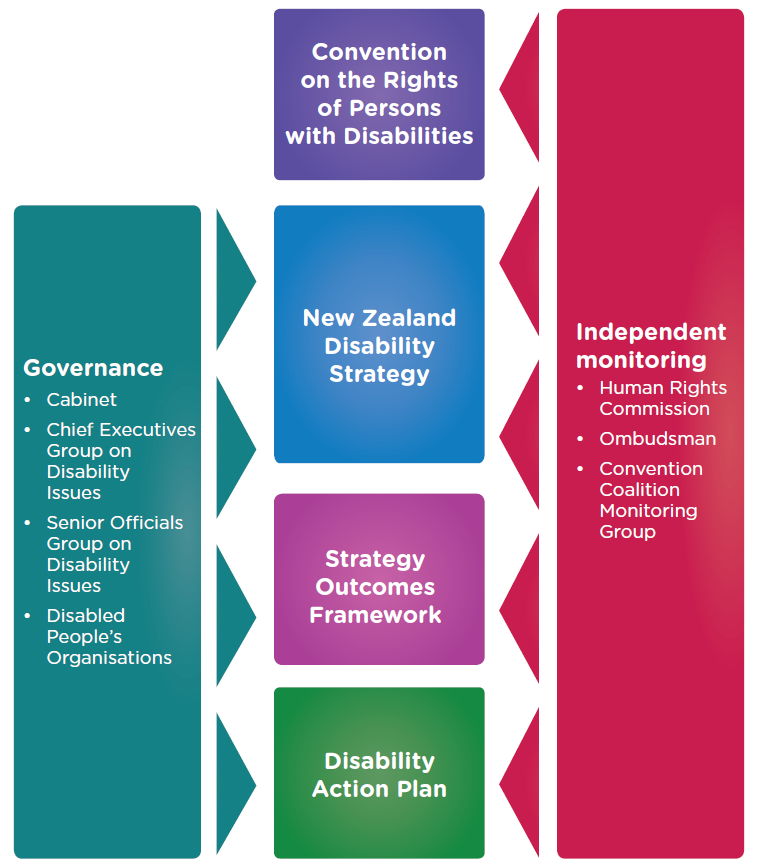 Convention
on the Rights
of Persons
with Disabilities
Governance
• Cabinet
• Chief Executives
Group on
Disability
Issues
• Senior Officials
Group on
Disability
Issues
• Disabled
People’s
Organisations
New Zealand
Disability
Strategy
Strategy
Outcomes
Framework
Disability
Action Plan
Independent
monitoring
• Human Rights
Commission
• Ombudsman
• Convention
Coalition
Monitoring
Group